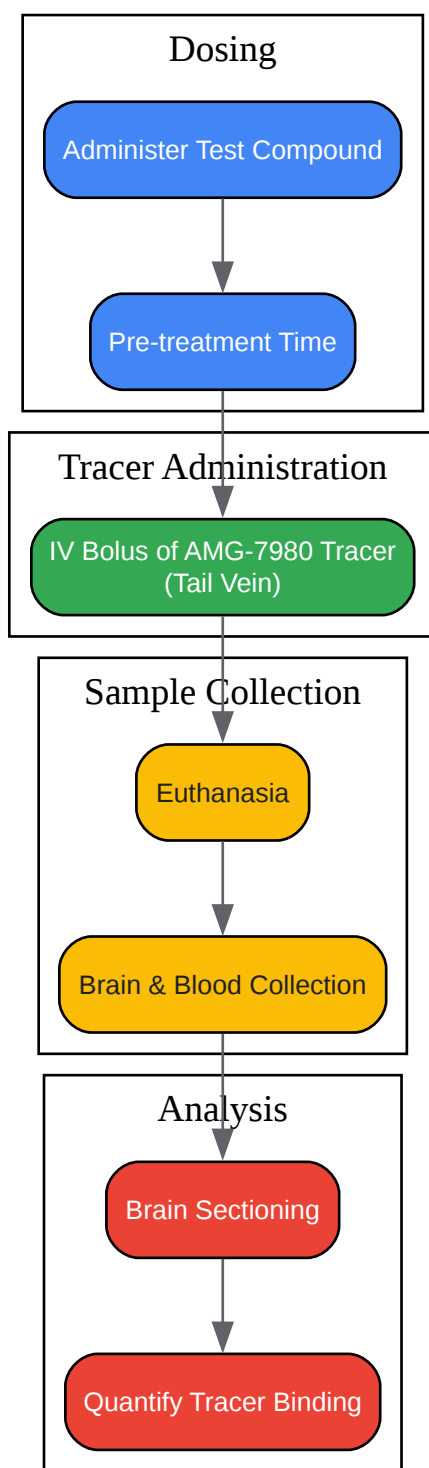 Dosing
Administer Test Compound
Pre-treatment Time
Tracer Administration
IV Bolus of AMG-7980 Tracer
(Tail Vein)
Sample Collection
Euthanasia
Brain & Blood Collection
Analysis
Brain Sectioning
Quantify Tracer Binding